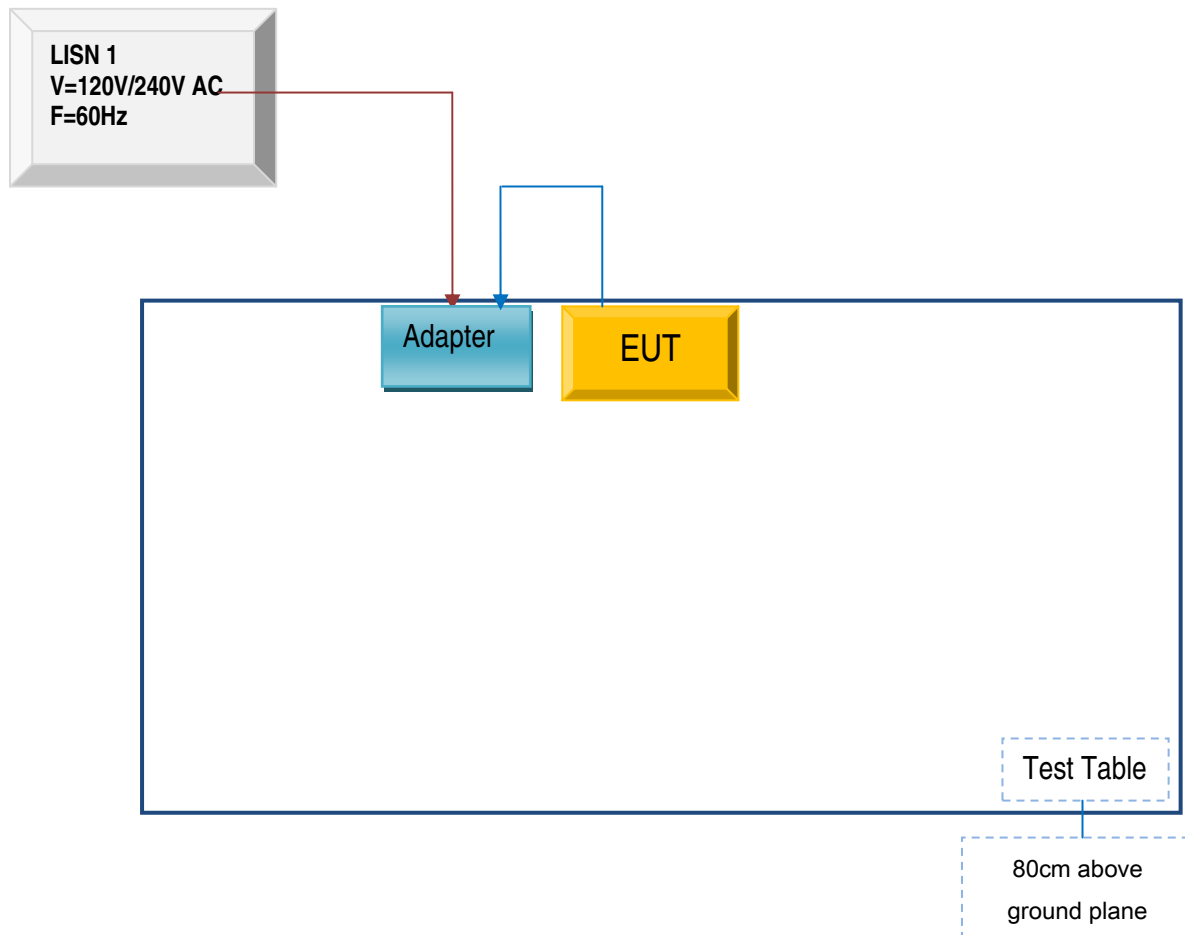 LISN 1
V=120V/240V AC
F=60Hz
Adapter
EUT
Test Table
80cm above
ground plane